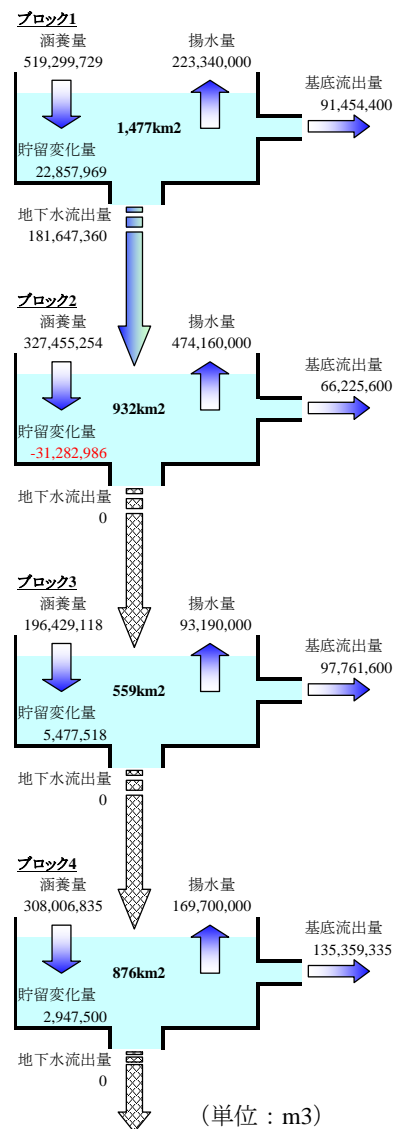 ブロック1
涵養量
519,299,729
揚水量
223,340,000
基底流出量
91,454,400
1,477km2
貯留変化量
22,857,969
地下水流出量
181,647,360
ブロック2
涵養量
327,455,254
揚水量
474,160,000
基底流出量
66,225,600
932km2
貯留変化量
-31,282,986
地下水流出量
0
ブロック3
涵養量
196,429,118
揚水量
93,190,000
基底流出量
97,761,600
559km2
貯留変化量
5,477,518
地下水流出量
0
ブロック4
涵養量
308,006,835
揚水量
169,700,000
基底流出量
135,359,335
876km2
貯留変化量
2,947,500
地下水流出量
0
（単位：m3）